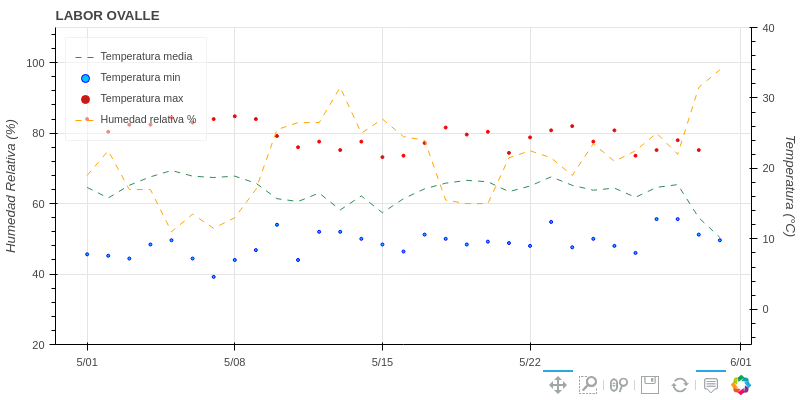 LABOR OVALLE
Temperatura media
Temperatura min
Temperatura max
Humedad relativa %
Humedad Relativa (%)
100
80
60
40
20
Temperatura (°C)
40
30
20
10
0
5/01
5/08
5/15
5/22
6/01